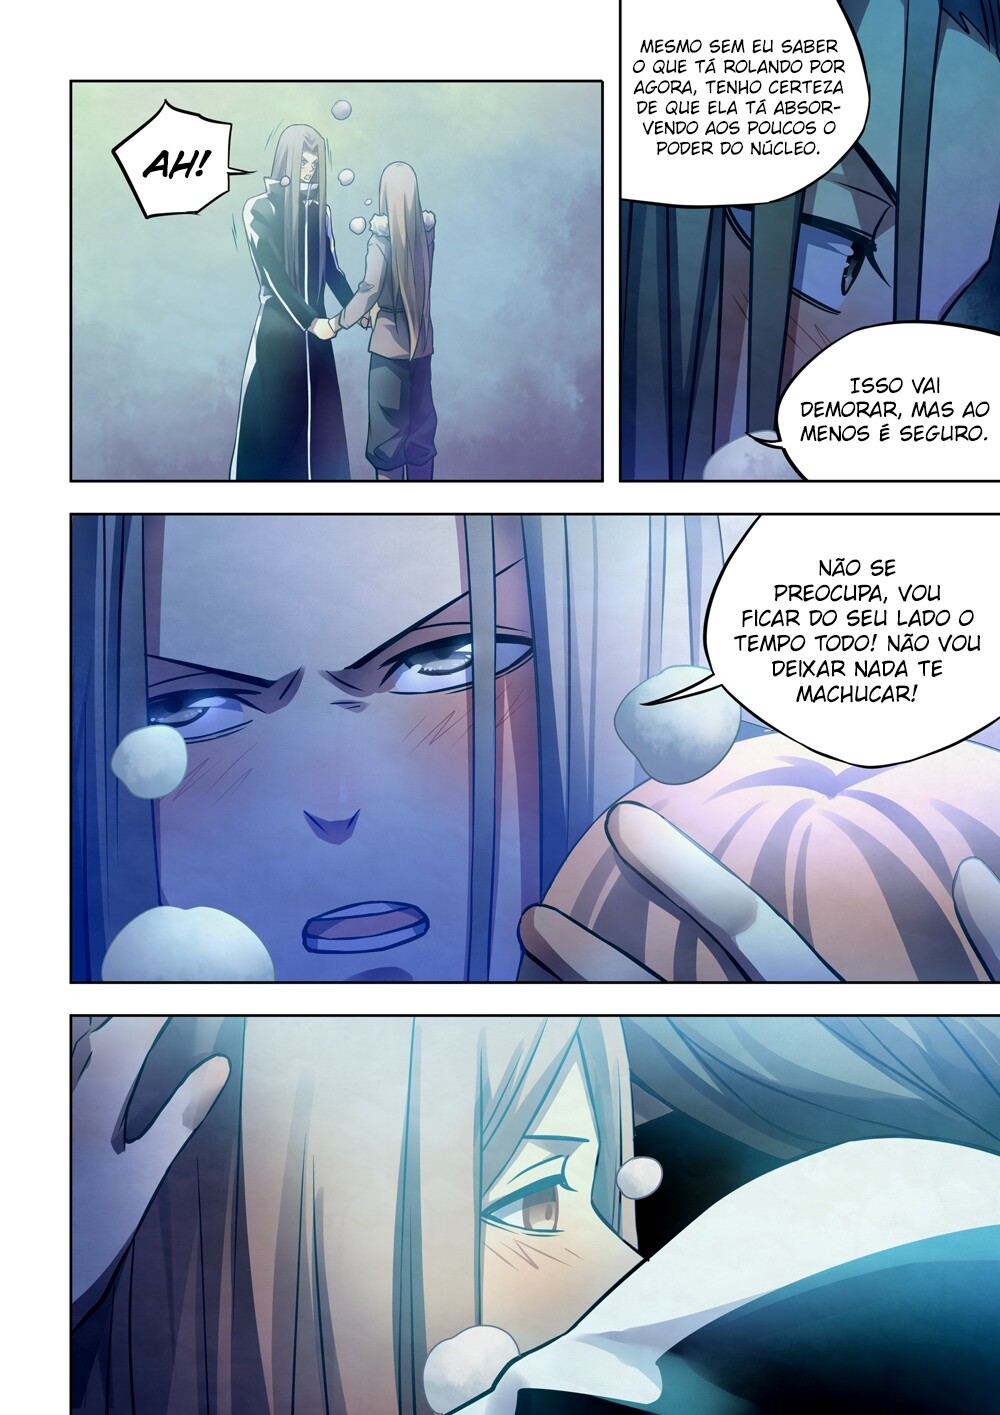 AH!
MESMO SEM EU SABER
O QUE TÁ ROLANDO POR
AGORA, TENHO CERTEZA
DE QUE ELA TÁ ABSOR-
VENDO AOS POUCOS O
PODER DO NÚCLEO.
ISSO VAI
DEMORAR, MAS AO
MENOS É SEGURO.
NÃO SE
PREOCUPA, VOU
FICAR DO SEU LADO O
TEMPO TODO! NÃO VOU
DEIXAR NADA TE
MACHUCAR!